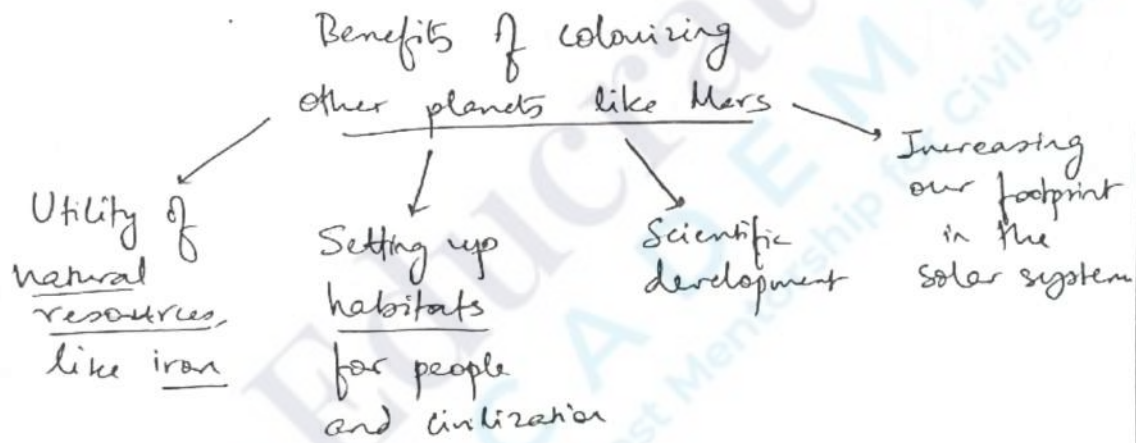 Benefits of colonizing
other planets like Mars
Utility of
natural
resources,
like iron
Setting up
habitats
for people
and civilization
Scientific
development
Increasing
our footprint
in the
solar system